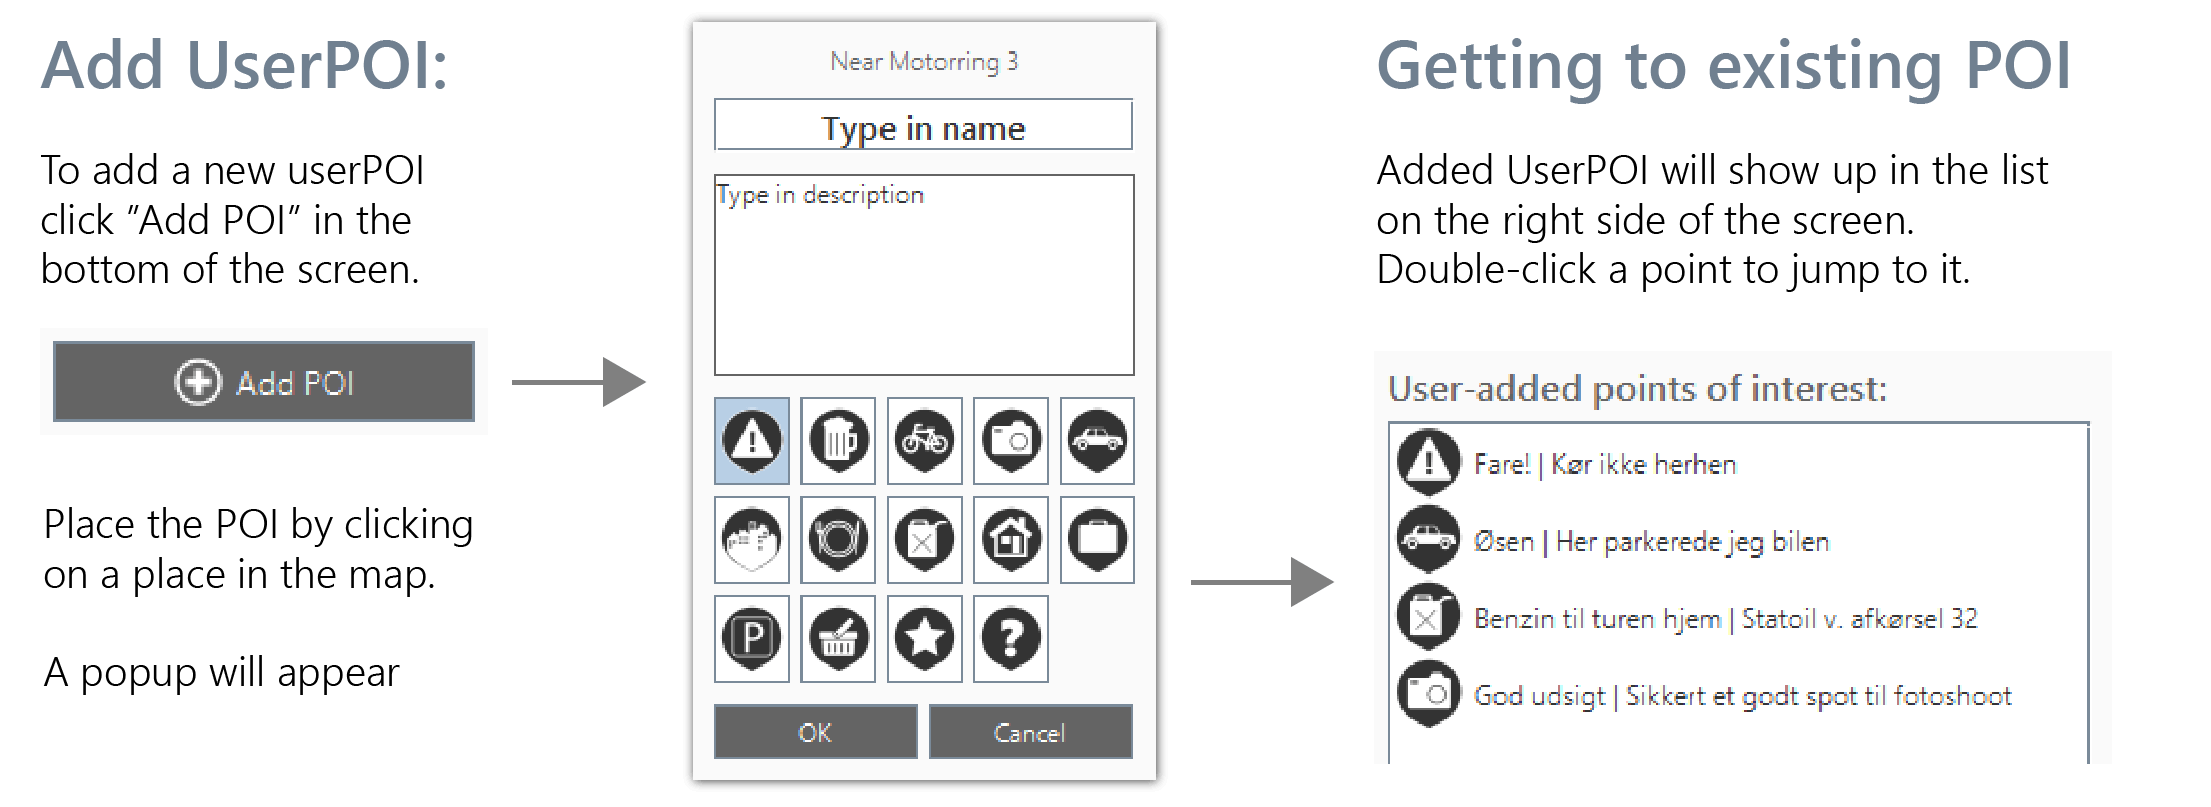 Add UserPOI:
To add a new userPOI
click ”Add POI” in the
bottom of the screen.
Add POI
Place the POI by clicking
on a place in the map.
A popup will appear
Near Motorring 3
Type in name
Type in description
P
OK
Cancel
Getting to existing POI
Added UserPOI will show up in the list
on the right side of the screen.
Double-click a point to jump to it.
User-added points of interest:
Fare! | Kør ikke herhen
Øsen | Her parkerede jeg bilen
Benzin til turen hjem | Statoil v. afkørsel 32
God udsigt | Sikkert et godt spot til fotoshoot